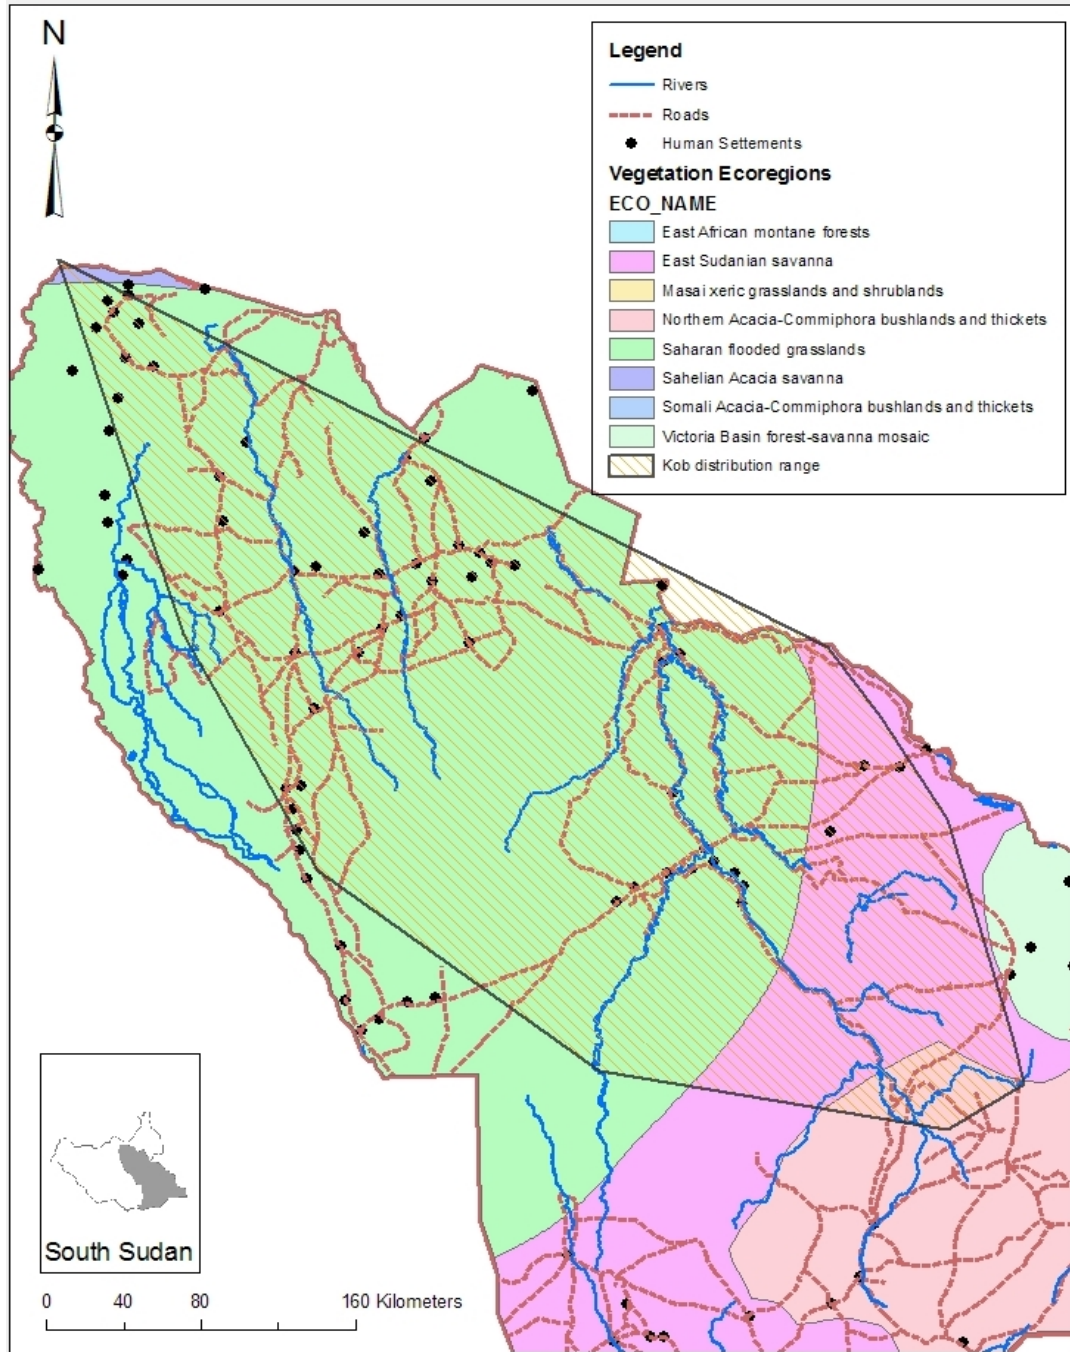 N
Legend
Rivers
Roads
Human Settements
Vegetation Ecoregions
ECO_NAME
East African montane forests
East Sudanian savanna
Masai xeric grasslands and shrublands
Northern Acacia-Commiphora bushlands and thickets
Saharan flooded grasslands
Sahelian Acacia savanna
Somali Acacia-Commiphora bushlands and thickets
Victoria Basin forest-savanna mosaic
Kob distribution range
South Sudan
0 40 80 160 Kilometers